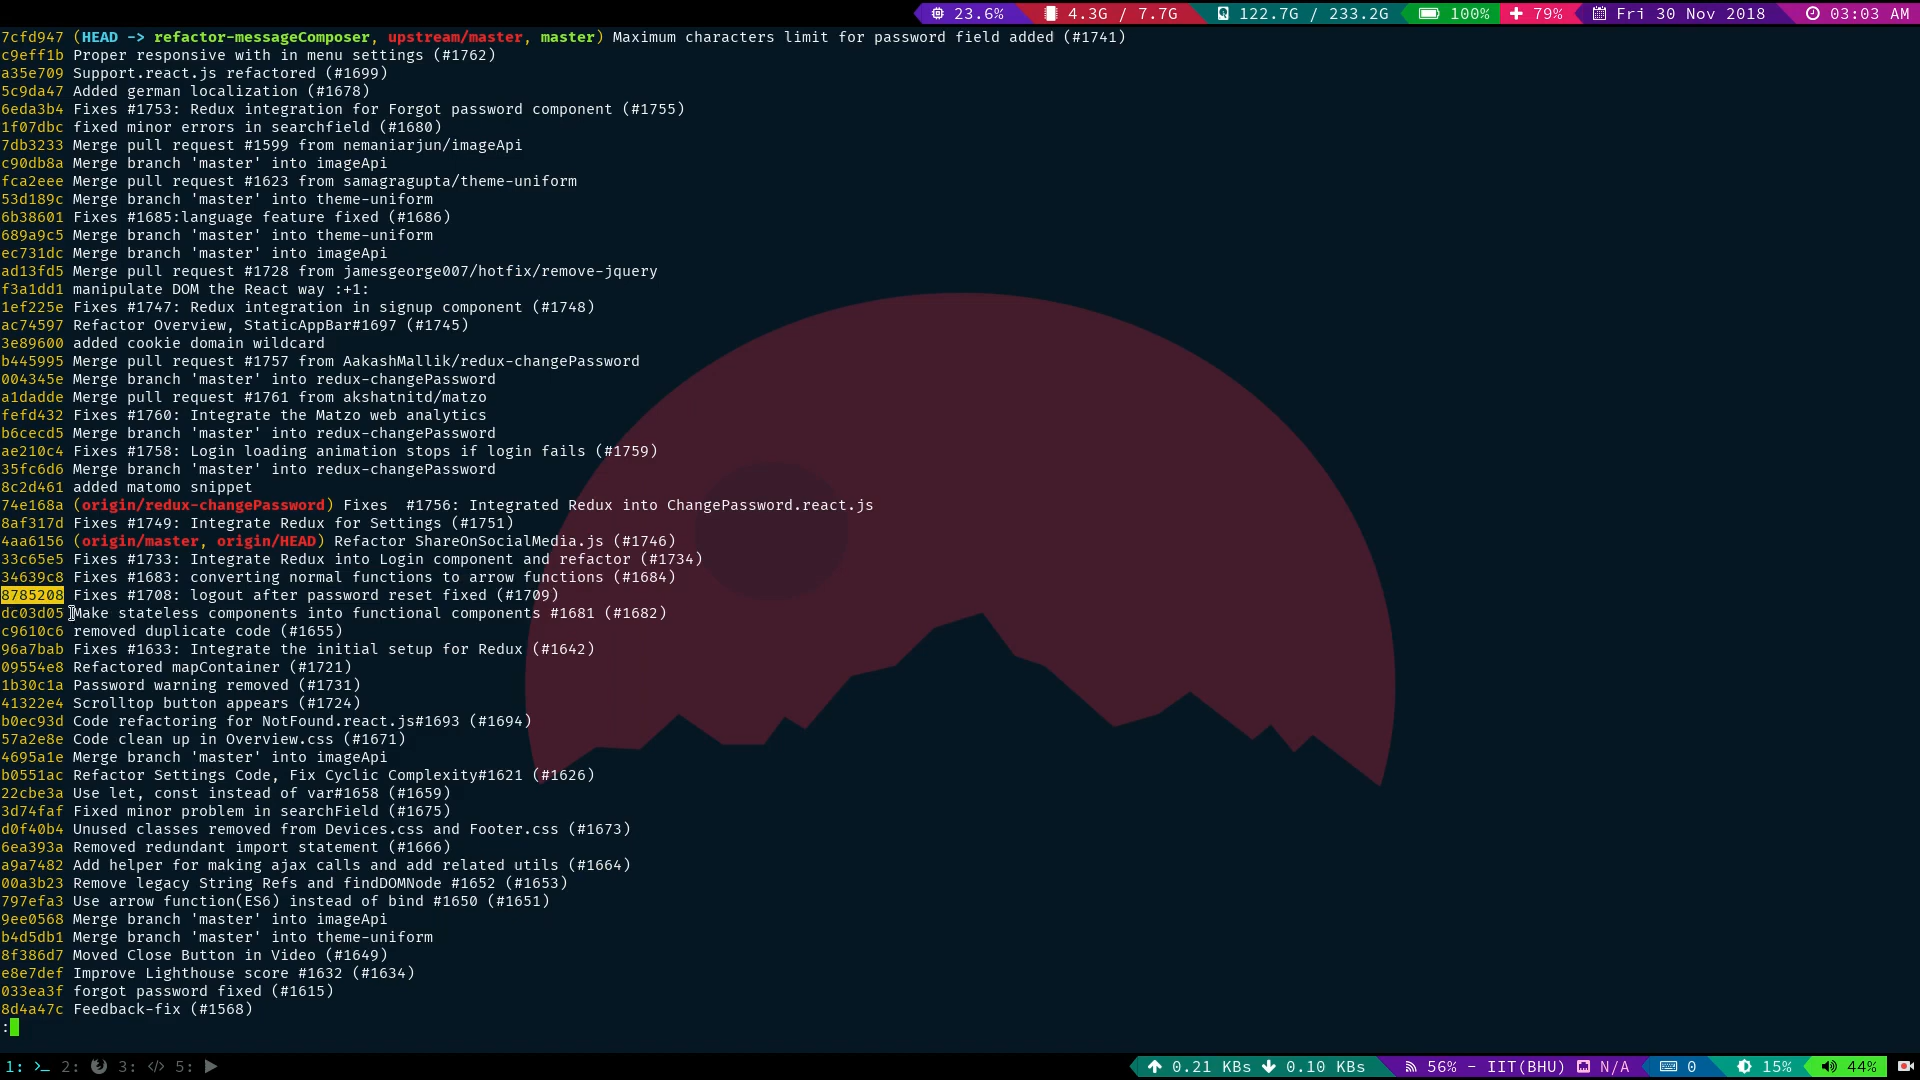 23.6% 4.3G / 7.7G 122.7G / 233.2G 100% 79% Fri 30 Nov 2018 03:03 AM
7cfd947 (HEAD -> refactor-messageComposer, upstream/master, master) Maximum characters limit for password field added (#1741)
c9eff1b Proper responsive with in menu settings (#1762)
a35e709 Support.react.js refactored (#1699)
5c9da47 Added german localization (#1678)
6eda3b4 Fixes #1753: Redux integration for Forgot password component (#1755)
1f07dbc fixed minor errors in searchfield (#1680)
7db3233 Merge pull request #1599 from nemaniarjun/imageApi
c90db8a Merge branch 'master' into imageApi
fca2eee Merge pull request #1623 from samagragupta/theme-uniform
53d189c Merge branch 'master' into theme-uniform
6b38601 Fixes #1685:language feature fixed (#1686)
689a9c5 Merge branch 'master' into theme-uniform
ec731dc Merge branch 'master' into imageApi
ad13fd5 Merge pull request #1728 from jamesgeorge007/hotfix/remove-jquery
f3a1dd1 manipulate DOM the React way :+1:
1ef225e Fixes #1747: Redux integration in signup component (#1748)
ac74597 Refactor Overview, StaticAppBar#1697 (#1745)
3e89600 added cookie domain wildcard
b445995 Merge pull request #1757 from AakashMallik/redux-changePassword
004345e Merge branch 'master' into redux-changePassword
a1dadde Merge pull request #1761 from akshatnitd/matzo
fefd432 Fixes #1760: Integrate the Matzo web analytics
b6cecd5 Merge branch 'master' into redux-changePassword
ae210c4 Fixes #1758: Login loading animation stops if login fails (#1759)
35fc6d6 Merge branch 'master' into redux-changePassword
8c2d461 added matomo snippet
74e168a (origin/redux-changePassword) Fixes  #1756: Integrated Redux into ChangePassword.react.js
8af317d Fixes #1749: Integrate Redux for Settings (#1751)
4aa6156 (origin/master, origin/HEAD) Refactor ShareOnSocialMedia.js (#1746)
33c65e5 Fixes #1733: Integrate Redux into Login component and refactor (#1734)
34639c8 Fixes #1683: converting normal functions to arrow functions (#1684)
8785208 Fixes #1708: logout after password reset fixed (#1709)
dc03d05 Make stateless components into functional components #1681 (#1682)
c9610c6 removed duplicate code (#1655)
96a7bab Fixes #1633: Integrate the initial setup for Redux (#1642)
09554e8 Refactored mapContainer (#1721)
1b30c1a Password warning removed (#1731)
41322e4 Scrolltop button appears (#1724)
b0ec93d Code refactoring for NotFound.react.js#1693 (#1694)
57a2e8e Code clean up in Overview.css (#1671)
4695a1e Merge branch 'master' into imageApi
b0551ac Refactor Settings Code, Fix Cyclic Complexity#1621 (#1626)
22cbe3a Use let, const instead of var#1658 (#1659)
3d74faf Fixed minor problem in searchField (#1675)
d0f40b4 Unused classes removed from Devices.css and Footer.css (#1673)
6ea393a Removed redundant import statement (#1666)
a9a7482 Add helper for making ajax calls and add related utils (#1664)
00a3b23 Remove legacy String Refs and findDOMNode #1652 (#1653)
797efa3 Use arrow function(ES6) instead of bind #1650 (#1651)
9ee0568 Merge branch 'master' into imageApi
b4d5db1 Merge branch 'master' into theme-uniform
8f386d7 Moved Close Button in Video (#1649)
e8e7def Improve Lighthouse score #1632 (#1634)
033ea3f forgot password fixed (#1615)
8d4a47c Feedback-fix (#1568)
:
1: >_ 2: 3: </> 5: 0.21 KBs 0.10 KBs 56% - IIT(BHU) N/A 0 15% 44%